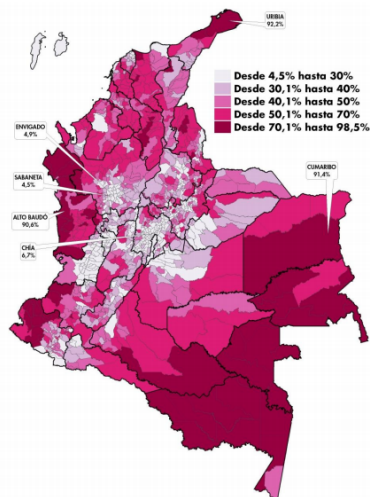 URIBIA
92,2%
Desde 4,5% hasta 30%
Desde 30,1% hasta 40%
Desde 40,1% hasta 50%
Desde 50,1% hasta 70%
Desde 70,1% hasta 98,5%
ENVIGADO
4,9%
SABANETA
4,5%
CUMARIBO
91,4%
ALTO BAUDÓ
90,6%
CHÍA
6,7%